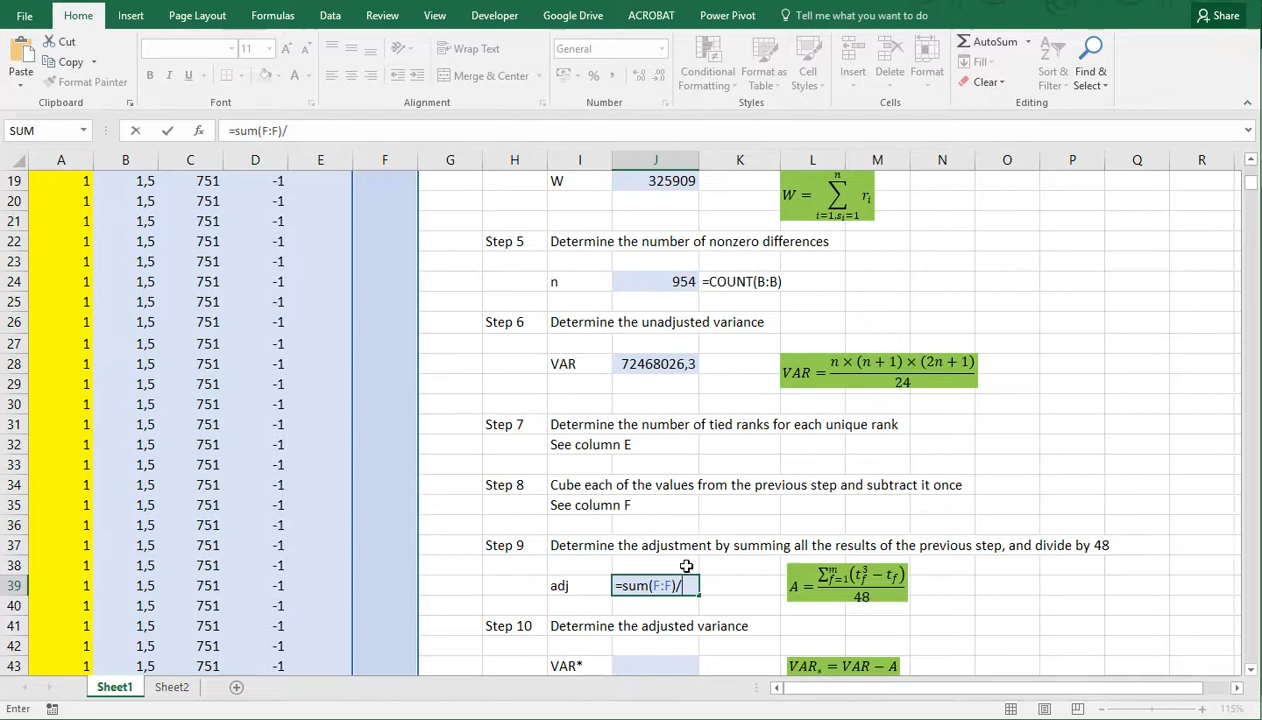 File Home Insert Page Layout Formulas Data Review View Developer Google Drive ACROBAT Power Pivot Tell me what you want to do Share
Cut
Copy
Format Painter
Paste
11
General
Wrap Text
Merge & Center
Conditional Formatting
Format as Table
Cell Styles
Insert
Delete
Format
AutoSum
Fill
Clear
Sort & Filter
Find & Select
Clipboard Font Alignment Number Styles Cells Editing
SUM =sum(F:F)/
A B C D E F G H I J K L M N O P Q R
19 1 1,5 751 -1 W 325909 W = ∑ i=1,si=1 n ri
20 1 1,5 751 -1
21 1 1,5 751 -1
22 1 1,5 751 -1 Step 5 Determine the number of nonzero differences
23 1 1,5 751 -1
24 1 1,5 751 -1 n 954 =COUNT(B:B)
25 1 1,5 751 -1
26 1 1,5 751 -1 Step 6 Determine the unadjusted variance
27 1 1,5 751 -1
28 1 1,5 751 -1 VAR 72468026,3 VAR = n × (n + 1) × (2n + 1) / 24
29 1 1,5 751 -1
30 1 1,5 751 -1
31 1 1,5 751 -1 Step 7 Determine the number of tied ranks for each unique rank
32 1 1,5 751 -1 See column E
33 1 1,5 751 -1
34 1 1,5 751 -1 Step 8 Cube each of the values from the previous step and subtract it once
35 1 1,5 751 -1 See column F
36 1 1,5 751 -1
37 1 1,5 751 -1 Step 9 Determine the adjustment by summing all the results of the previous step, and divide by 48
38 1 1,5 751 -1
39 1 1,5 751 -1 adj =sum(F:F)/ A = ∑ f=1 m (tf³ − tf) / 48
40 1 1,5 751 -1
41 1 1,5 751 -1 Step 10 Determine the adjusted variance
42 1 1,5 751 -1
43 1 1,5 751 -1 VAR* VAR* = VAR − A
Sheet1 Sheet2
Enter 115%